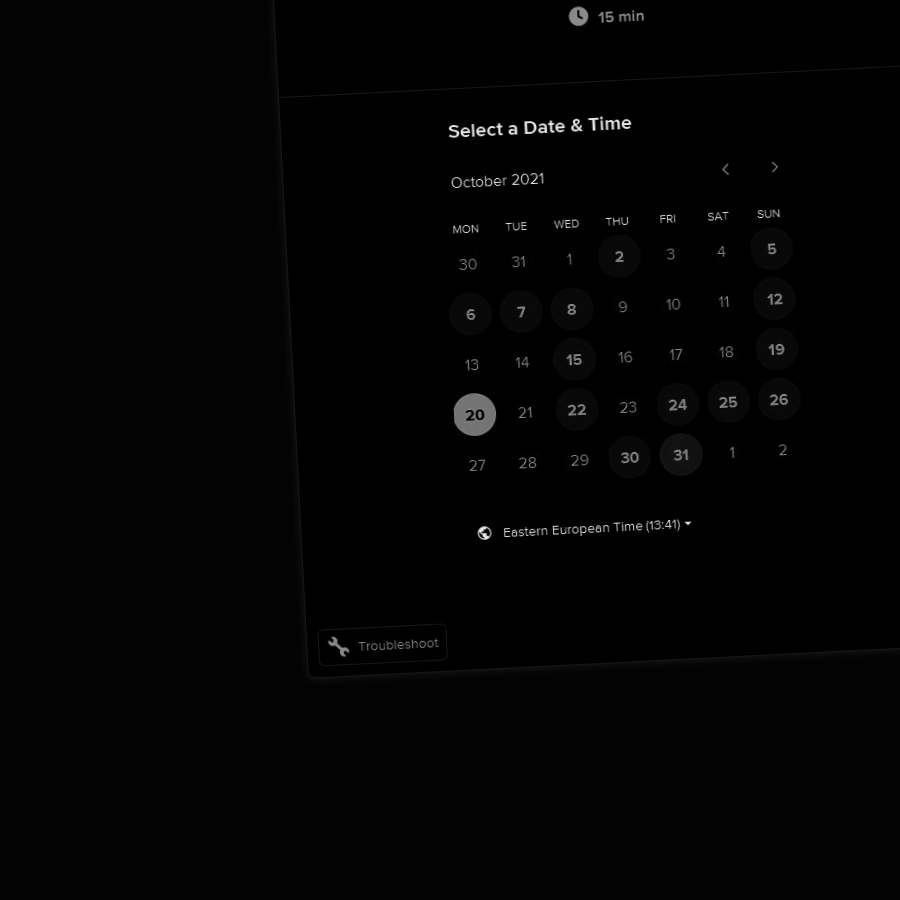 15 min
Select a Date & Time
October 2021
MON TUE WED THU FRI SAT SUN
30 31 1 2 3 4 5
6 7 8 9 10 11 12
13 14 15 16 17 18 19
20 21 22 23 24 25 26
27 28 29 30 31 1 2
Eastern European Time (13:41)
Troubleshoot